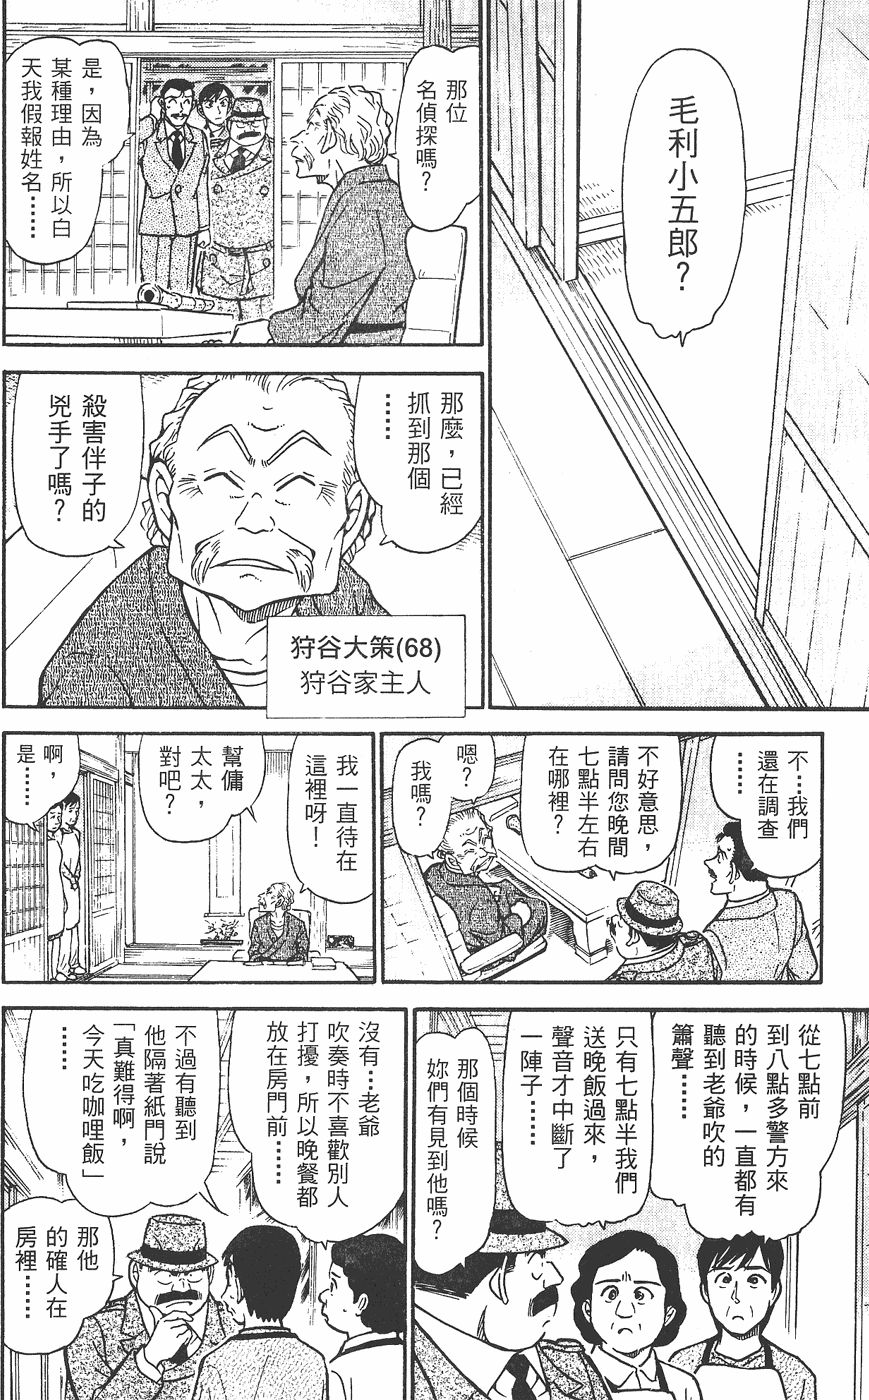 毛利小五郎？
那位
名偵探嗎？
是，因為
某種理由，所以白
天我假報姓名……
那麼，已經
抓到那個
……
殺害伴子的
兇手了嗎？
狩谷大策(68)
狩谷家主人
不…我們
還在調查
……
不好意思，
請問您晚間
七點半左右
在哪裡？
嗯？
我嗎？
我一直待在
這裡呀！
幫傭
太太，
對吧？
啊，
是……
從七點前
到八點多警方來
的時候，一直都有
聽到老爺吹的
簫聲……
只有七點半我們
送晚飯過來，
聲音才中斷了
一陣子……
那個時候
妳們有見到他嗎？
沒有…老爺
吹奏時不喜歡別人
打擾，所以晚餐都
放在房門前……
不過有聽到
他隔著紙門說
「真難得啊，
今天吃咖哩飯」
……
那他
的確人在
房裡……